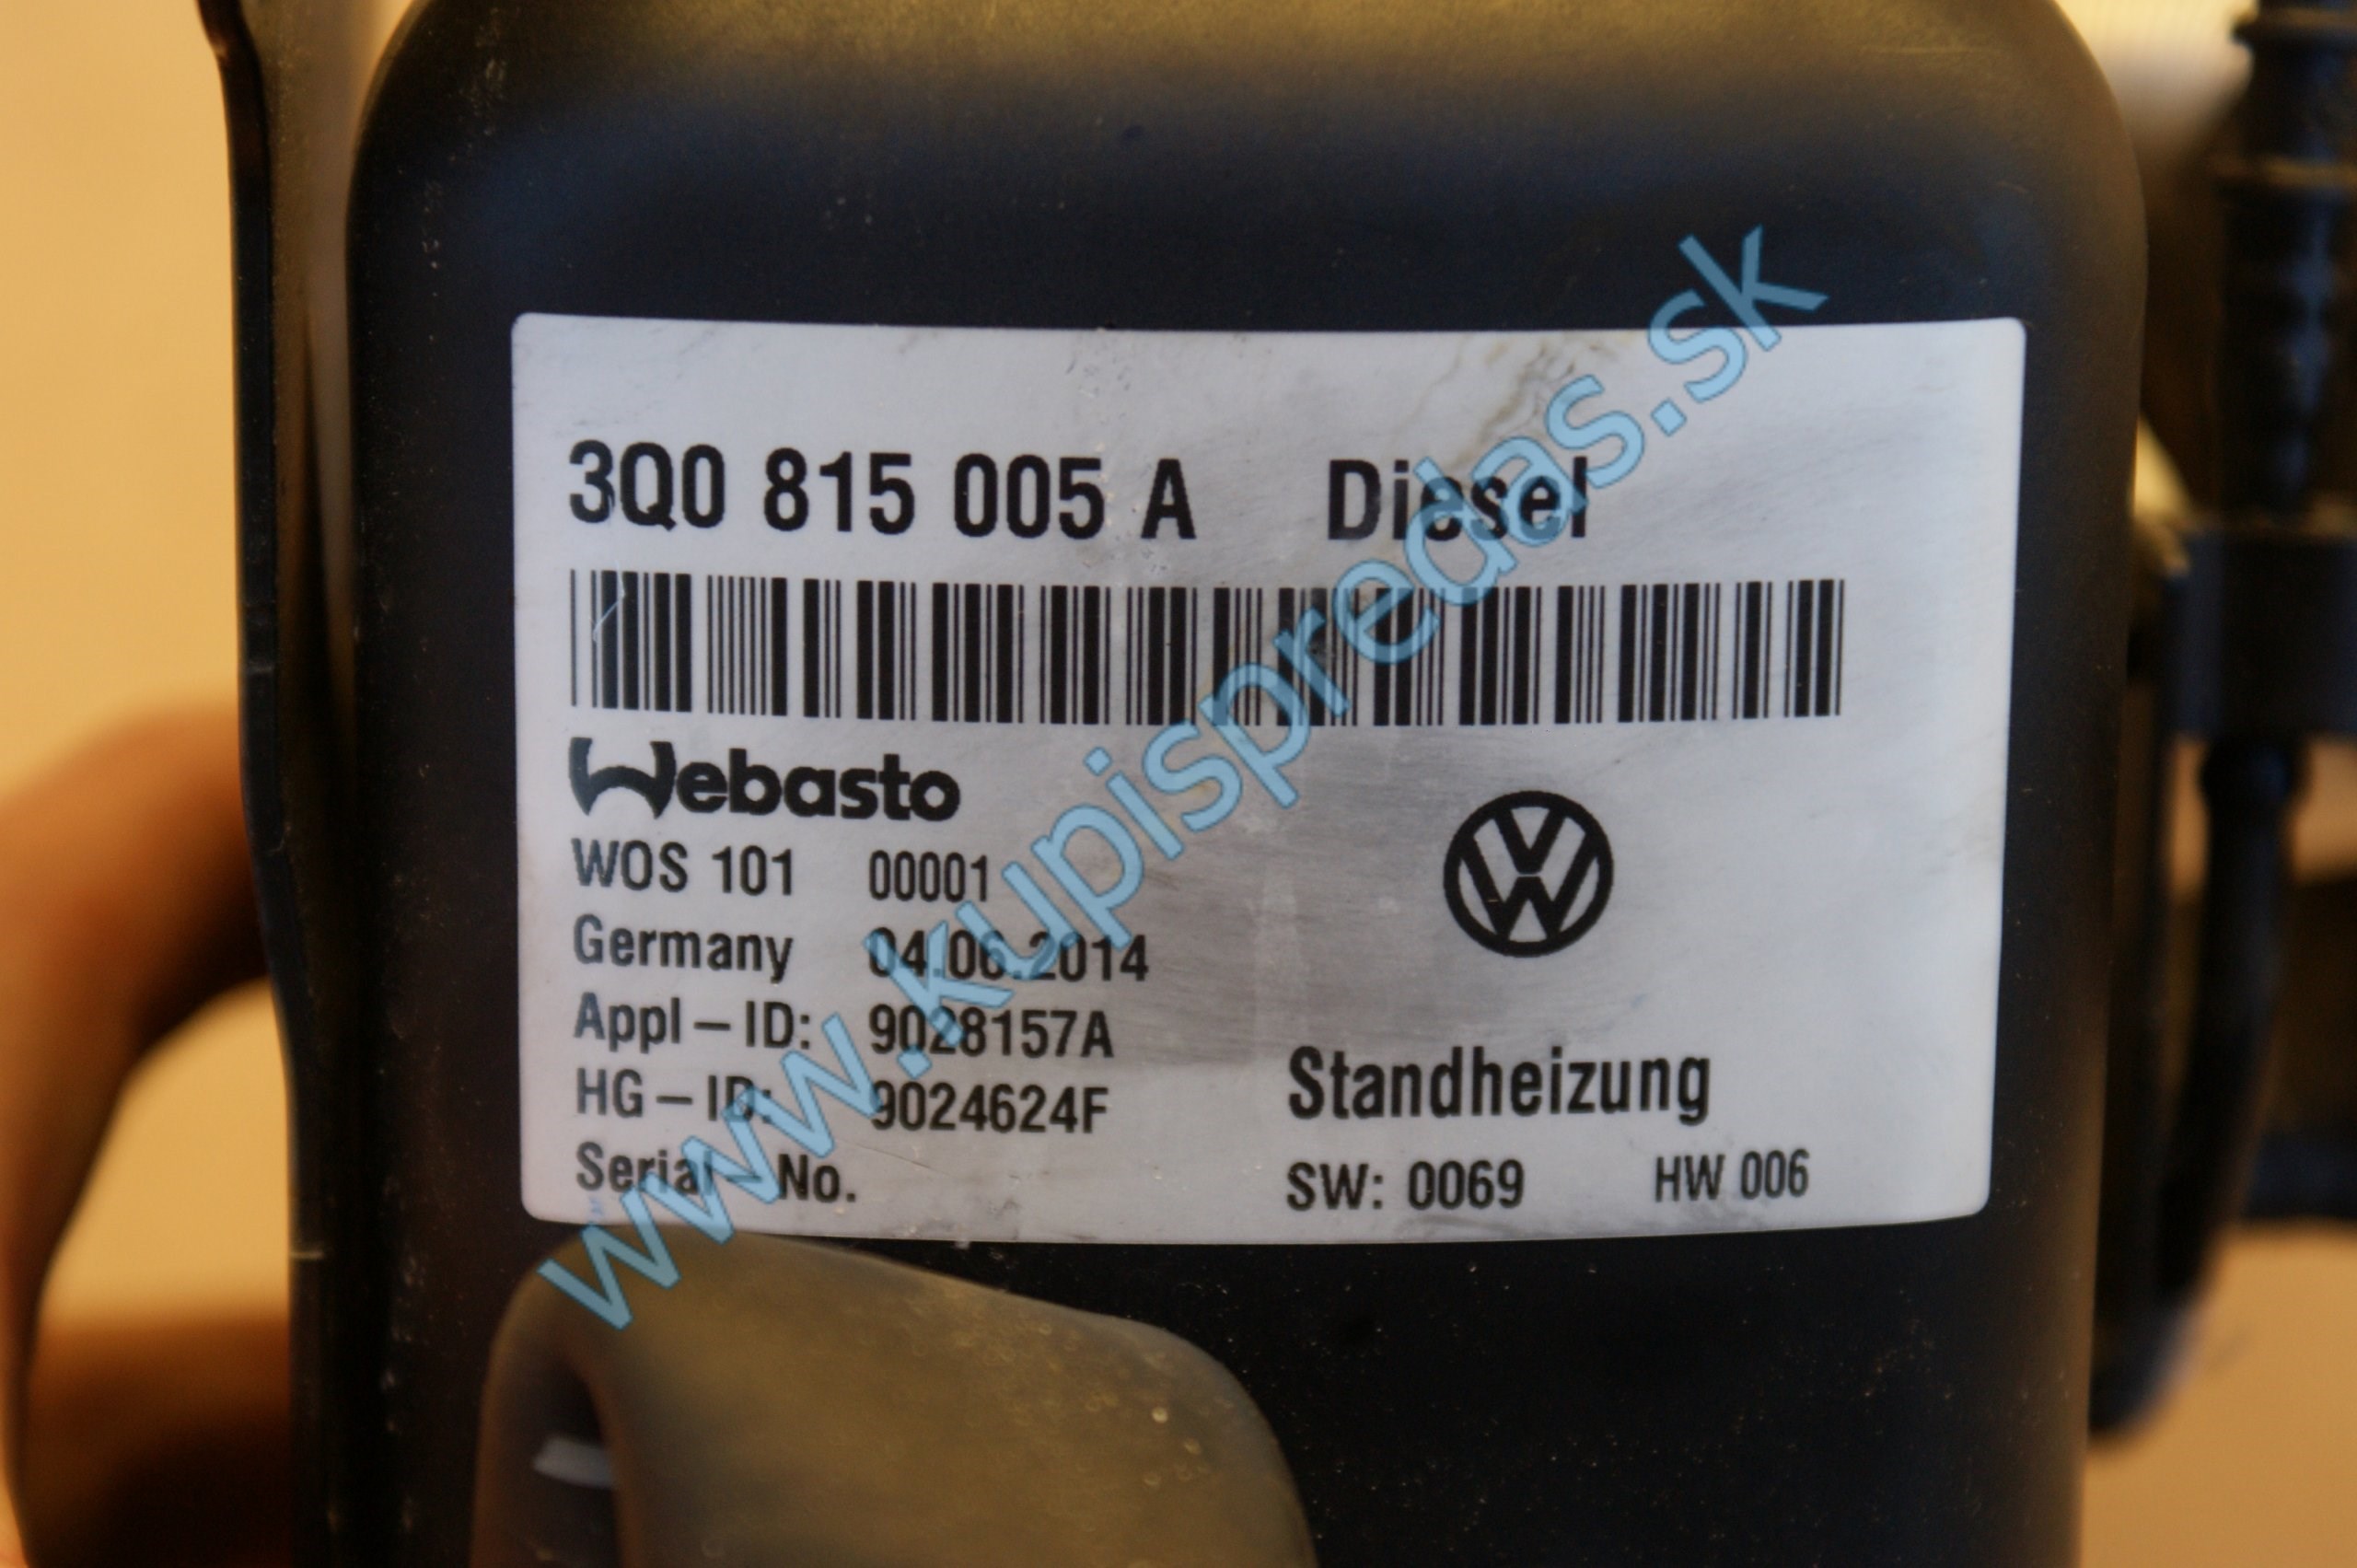 3Q0 815 005 A Diesel
Webasto
WOS 101 00001
Germany 04.06.2014
Appl-ID: 9028157A
HG-ID: 9024624F
Serial-No.
Standheizung
SW: 0069 HW 006
www.kupispredas.sk